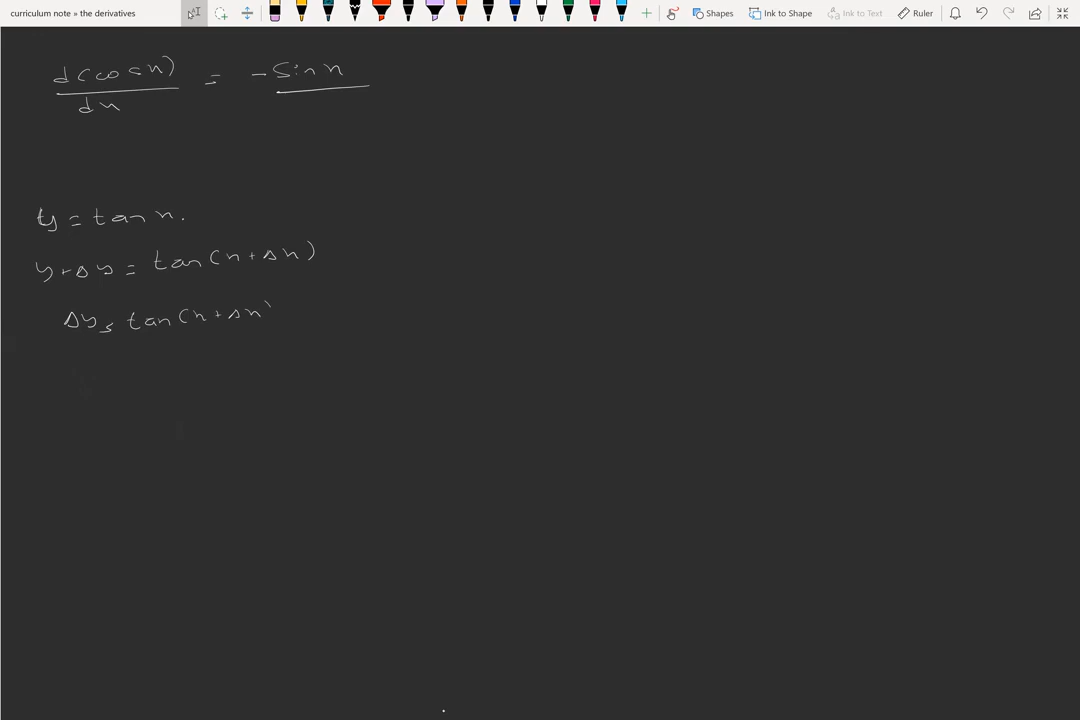 curriculum note » the derivatives
Shapes Ink to Shape Ink to Text Ruler
d(cos x) / dx = - Sin x
y = tan x.
y + Δy = tan(x + Δx)
Δy = tan(x + Δx)